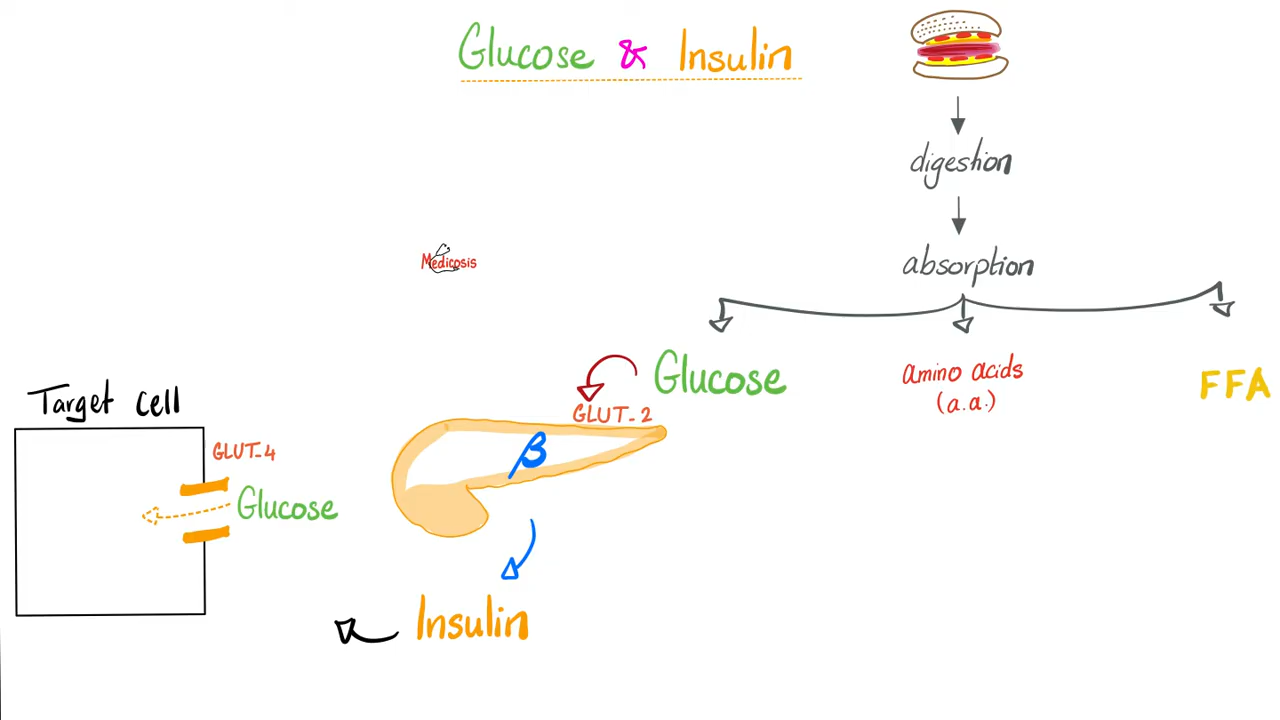 Glucose & Insulin
digestion
absorption
Medicosis
Glucose
amino acids
(a.a.)
FFA
GLUT-2
Target cell
GLUT-4
Glucose
β
Insulin